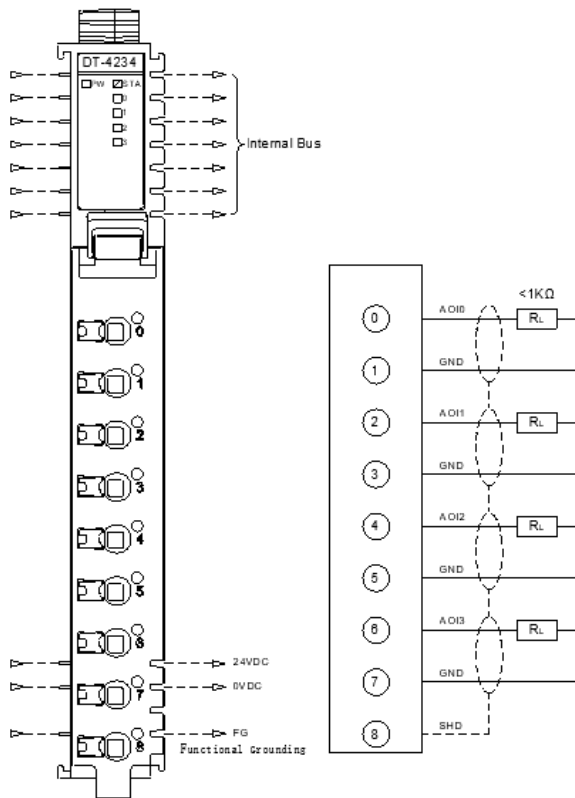 DT-4234
PW STA
0
1
2
3
Internal Bus
0
1
2
3
4
5
6
7
8
24VDC
0VDC
FG
Functional Grounding
<1KΩ
0 AOI0 RL
1 GND
2 AOI1 RL
3 GND
4 AOI2 RL
5 GND
6 AOI3 RL
7 GND
8 SHD